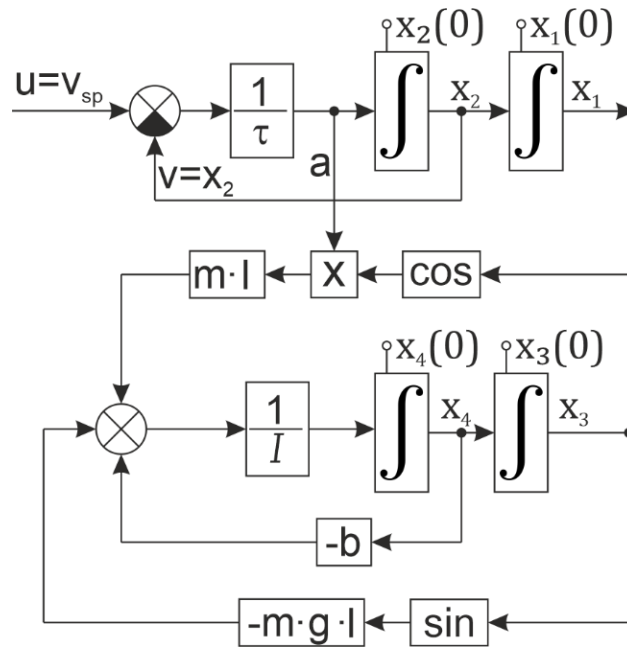 x₂(0) x₁(0)
u=vₛₚ 1/τ ∫ x₂ ∫ x₁
v=x₂ a
m·l x cos
x₄(0) x₃(0)
1/I ∫ x₄ ∫ x₃
-b
-m·g·l sin